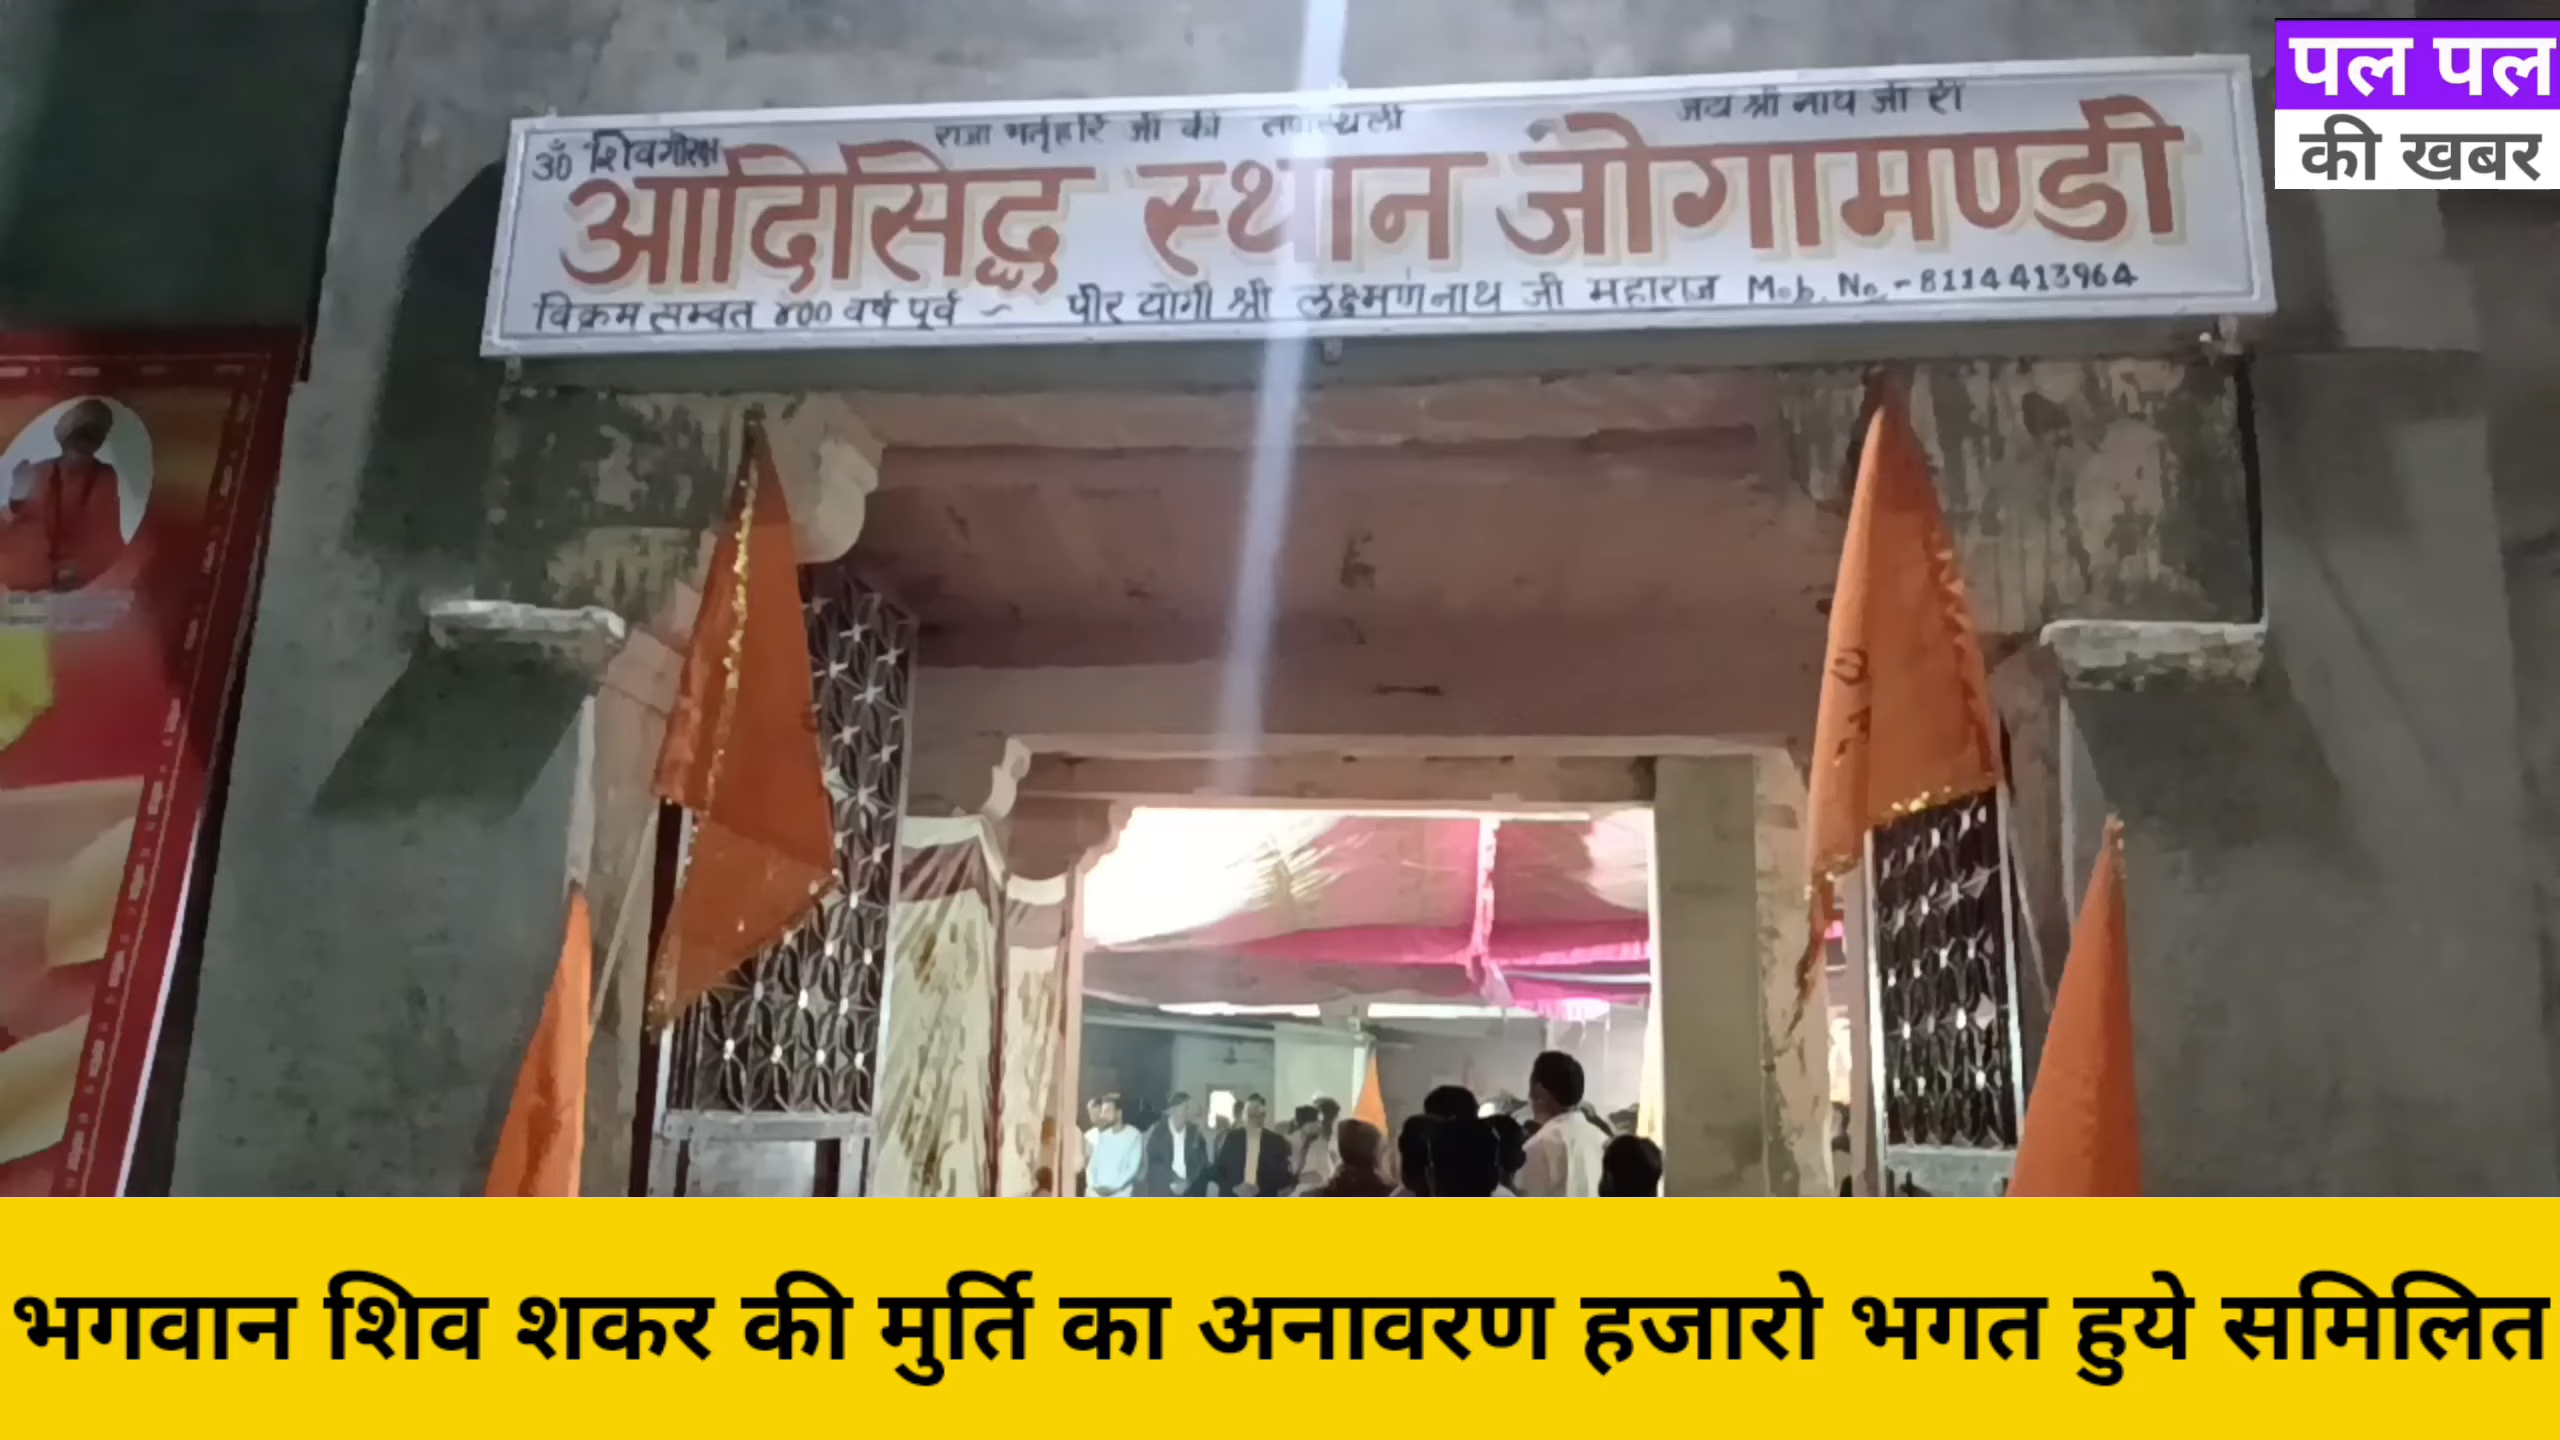 पल पल
की खबर
राजा भर्तृहरि जी की तपस्थली
जय श्री नाथ जी री
ॐ शिवगोरक्ष
आदिसिद्ध स्थान जोगामण्डी
विक्रम सम्वत ४०० वर्ष पूर्व ~ पीर योगी श्री लक्ष्मणनाथ जी महाराज Mob. No.-8114413964
भगवान शिव शकर की मुर्ति का अनावरण हजारो भगत हुये समिलित